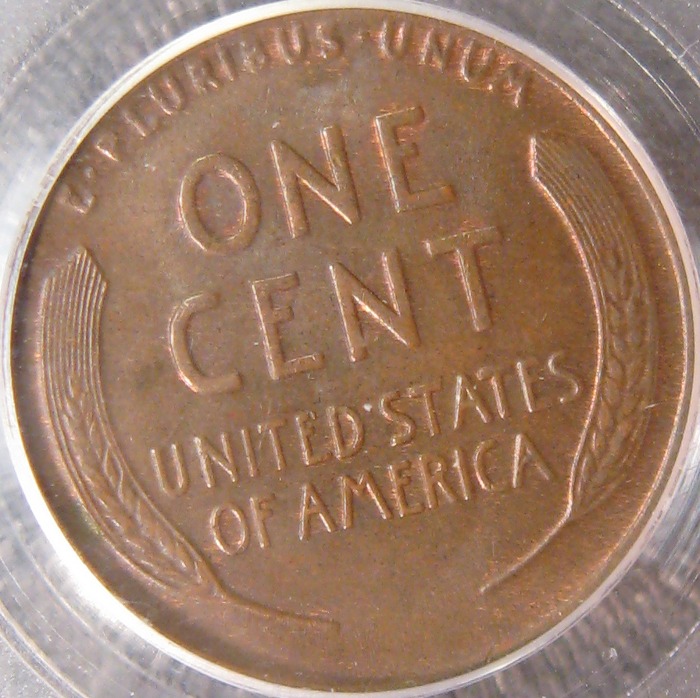 E·PLURIBUS·UNUM
ONE
CENT
UNITED STATES
OF AMERICA